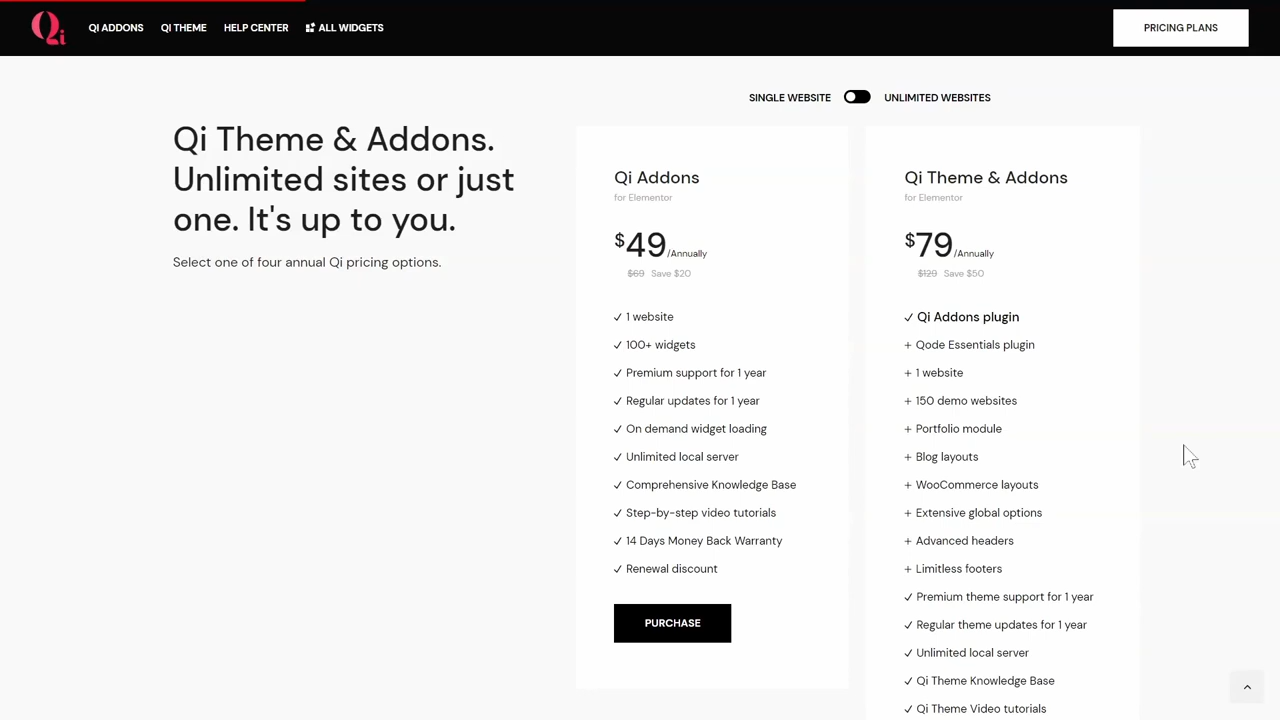 Qi
QI ADDONS
QI THEME
HELP CENTER
ALL WIDGETS
PRICING PLANS
SINGLE WEBSITE
UNLIMITED WEBSITES
Qi Theme & Addons.
Unlimited sites or just
one. It's up to you.
Select one of four annual Qi pricing options.
Qi Addons
for Elementor
$49/Annually
$69 Save $20
✓ 1 website
✓ 100+ widgets
✓ Premium support for 1 year
✓ Regular updates for 1 year
✓ On demand widget loading
✓ Unlimited local server
✓ Comprehensive Knowledge Base
✓ Step-by-step video tutorials
✓ 14 Days Money Back Warranty
✓ Renewal discount
PURCHASE
Qi Theme & Addons
for Elementor
$79/Annually
$129 Save $50
✓ Qi Addons plugin
+ Qode Essentials plugin
+ 1 website
+ 150 demo websites
+ Portfolio module
+ Blog layouts
+ WooCommerce layouts
+ Extensive global options
+ Advanced headers
+ Limitless footers
✓ Premium theme support for 1 year
✓ Regular theme updates for 1 year
✓ Unlimited local server
✓ Qi Theme Knowledge Base
✓ Qi Theme Video tutorials